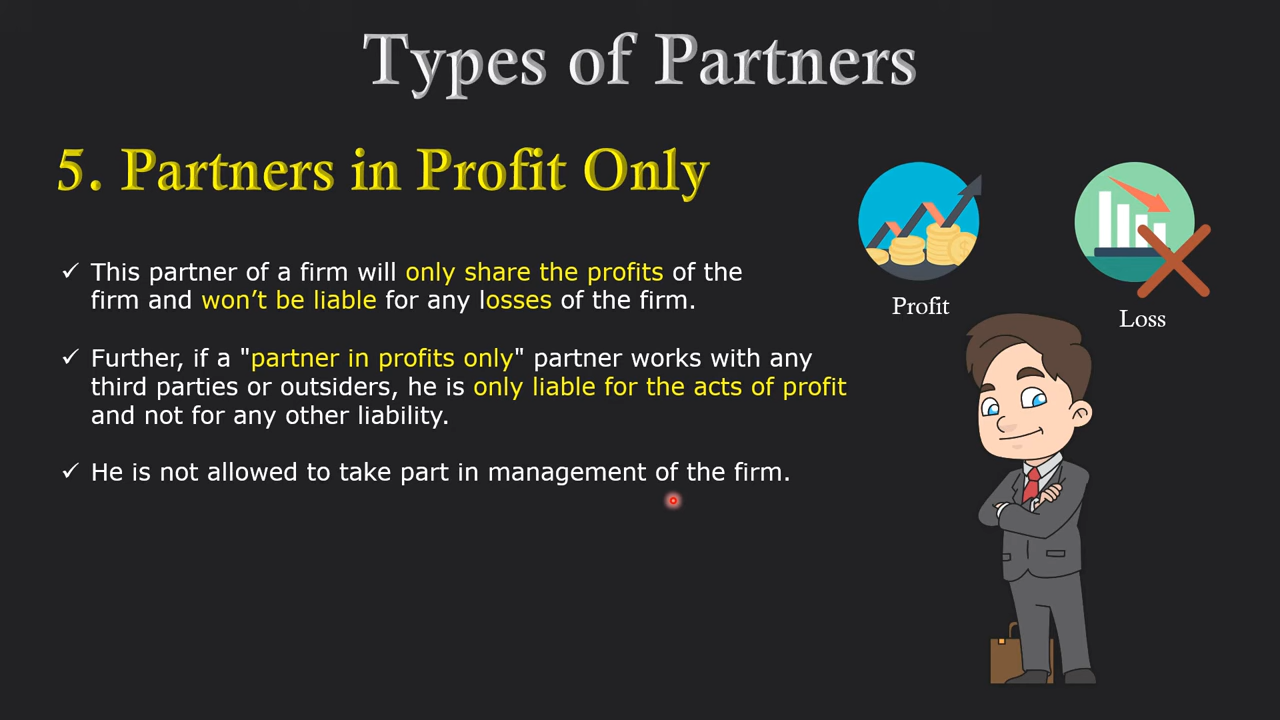 Types of Partners
5. Partners in Profit Only
✓ This partner of a firm will only share the profits of the
firm and won’t be liable for any losses of the firm.
✓ Further, if a "partner in profits only" partner works with any
third parties or outsiders, he is only liable for the acts of profit
and not for any other liability.
✓ He is not allowed to take part in management of the firm.
Profit
Loss